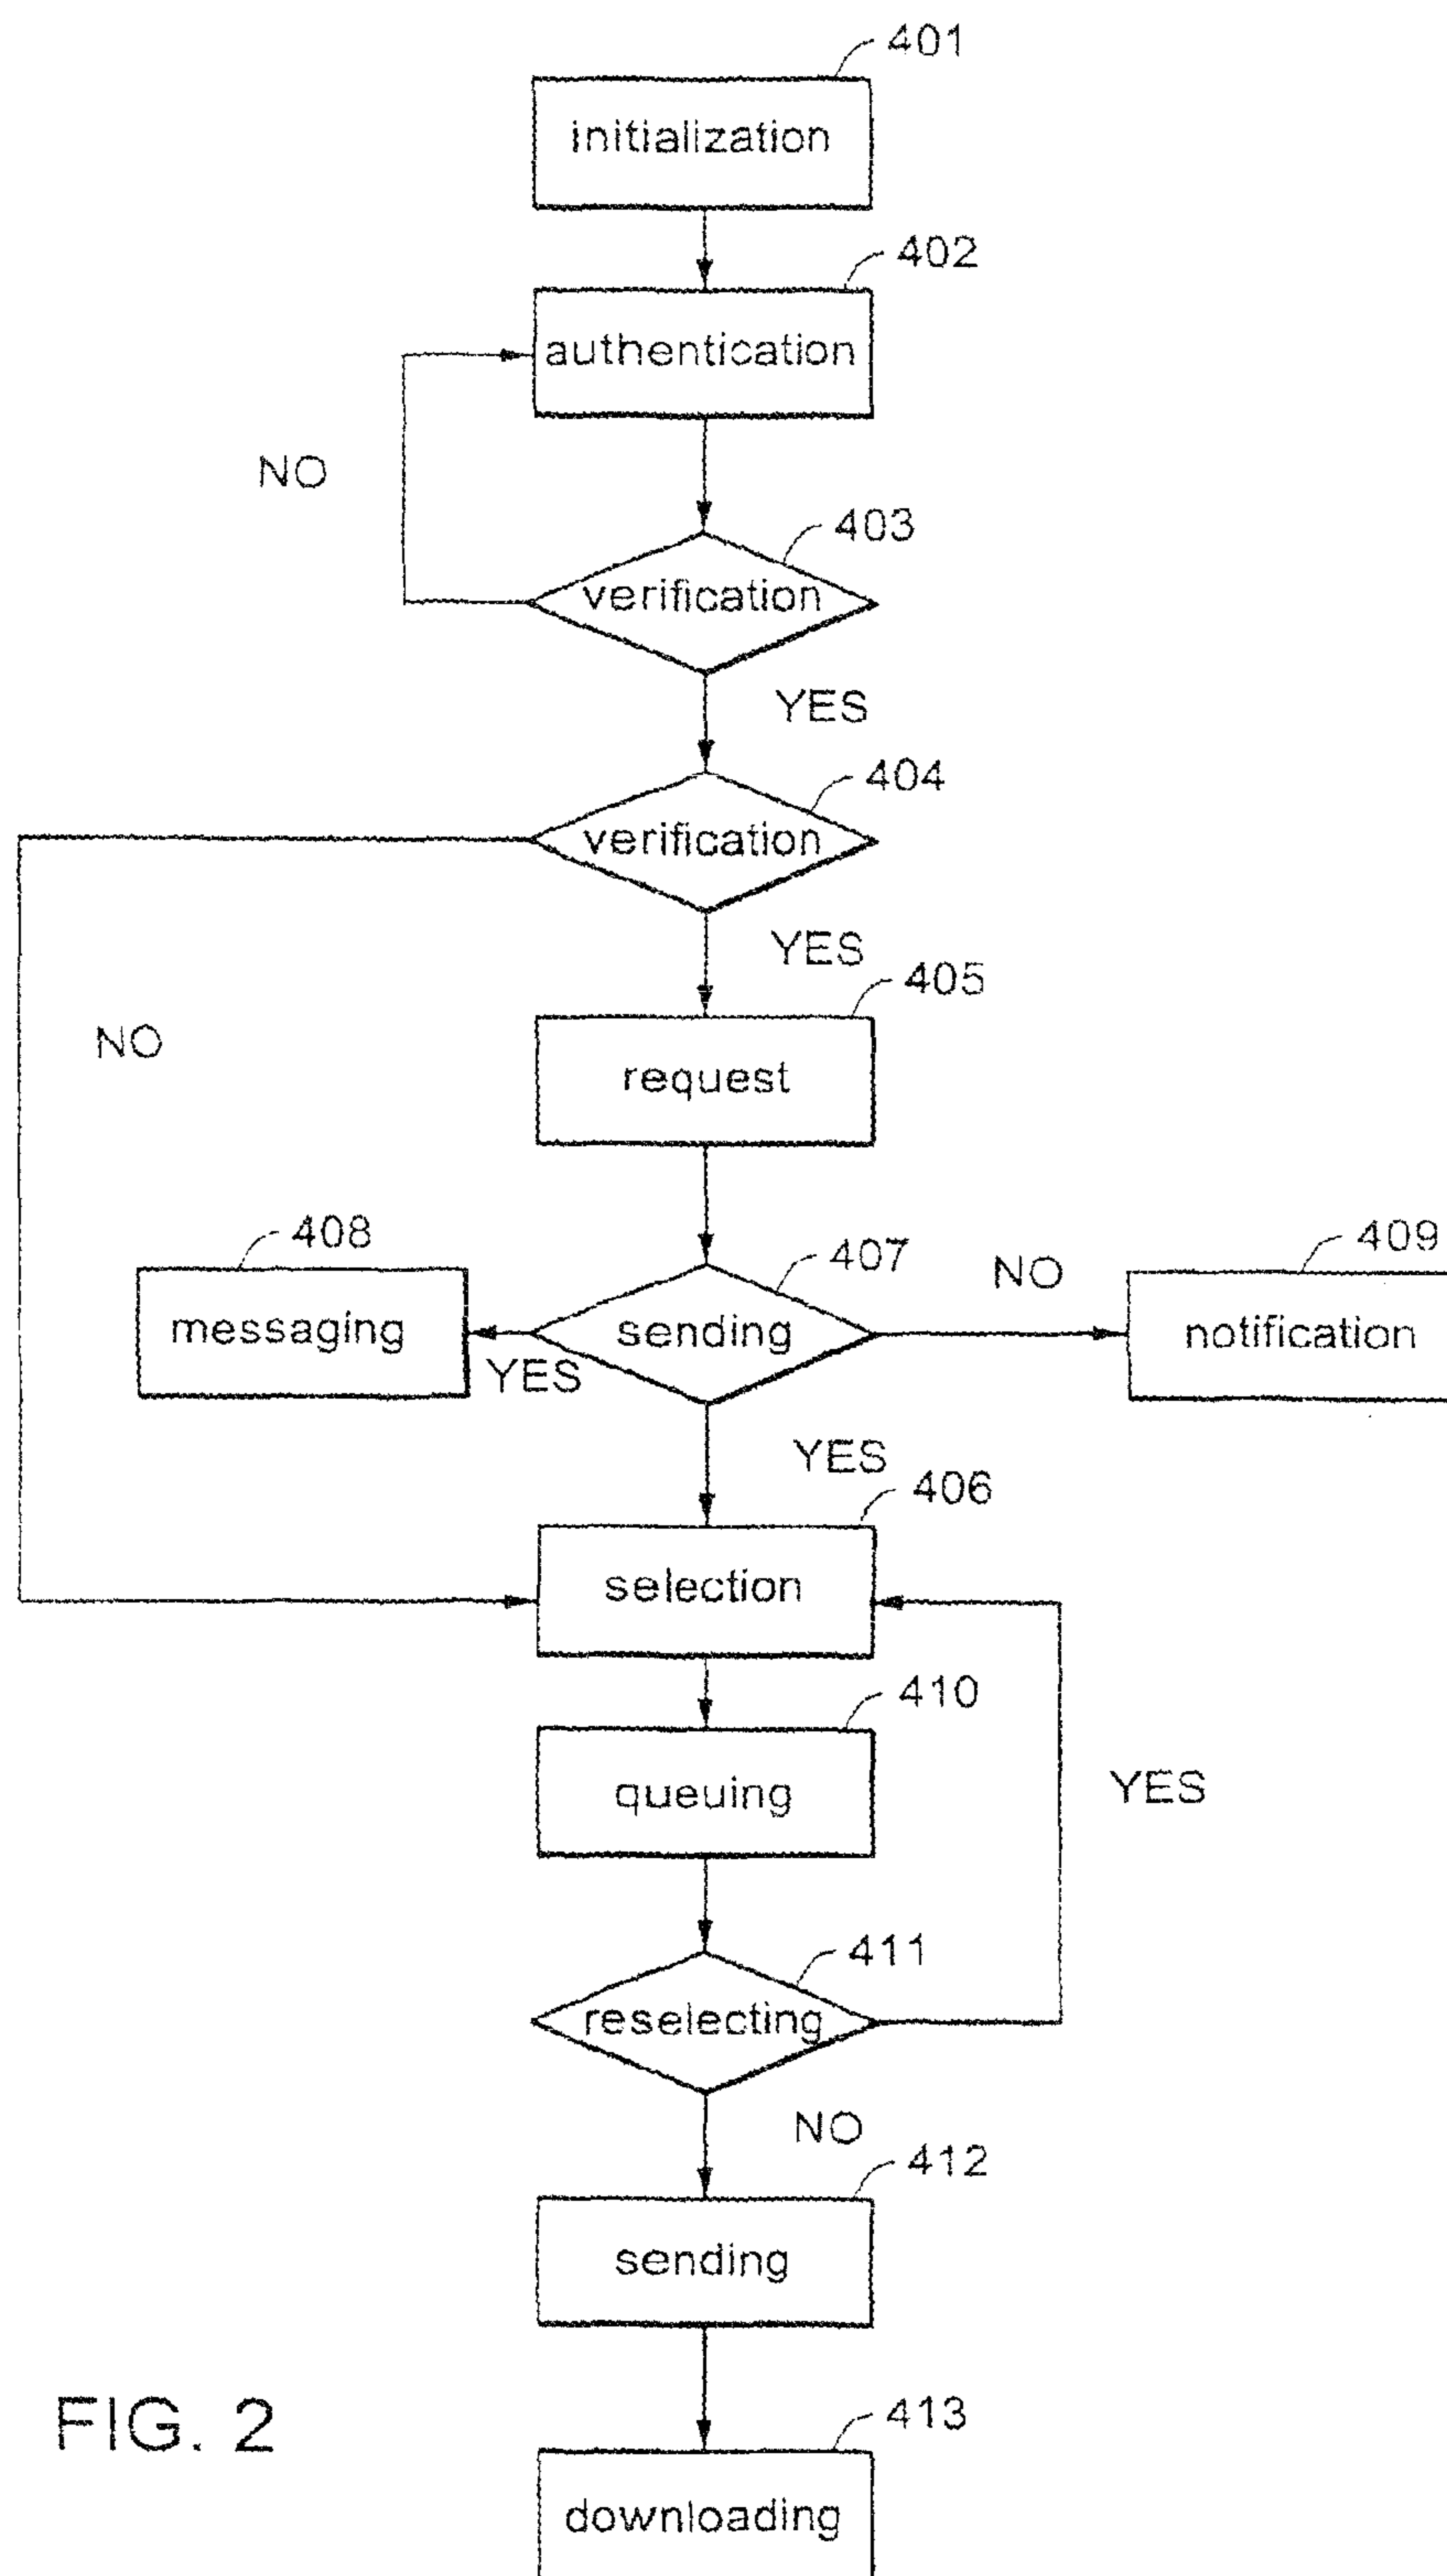 401
initialization
402
authentication
NO
403
verification
YES
404
verification
YES
405
NO
request
408
407
409
NO
messaging
sending
notification
YES
YES
406
selection
410
queuing
YES
411
reselecting
NO
412
sending
FIG. 2
413
downloading